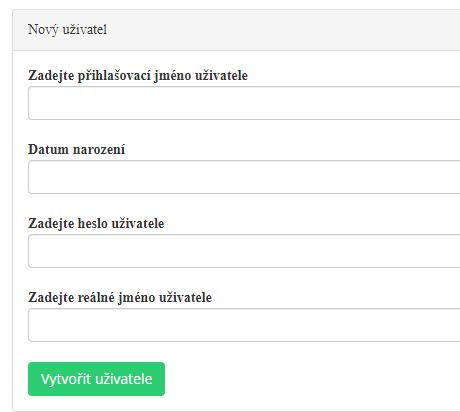 Nový uživatel
Zadejte přihlašovací jméno uživatele
Datum narození
Zadejte heslo uživatele
Zadejte reálné jméno uživatele
Vytvořit uživatele